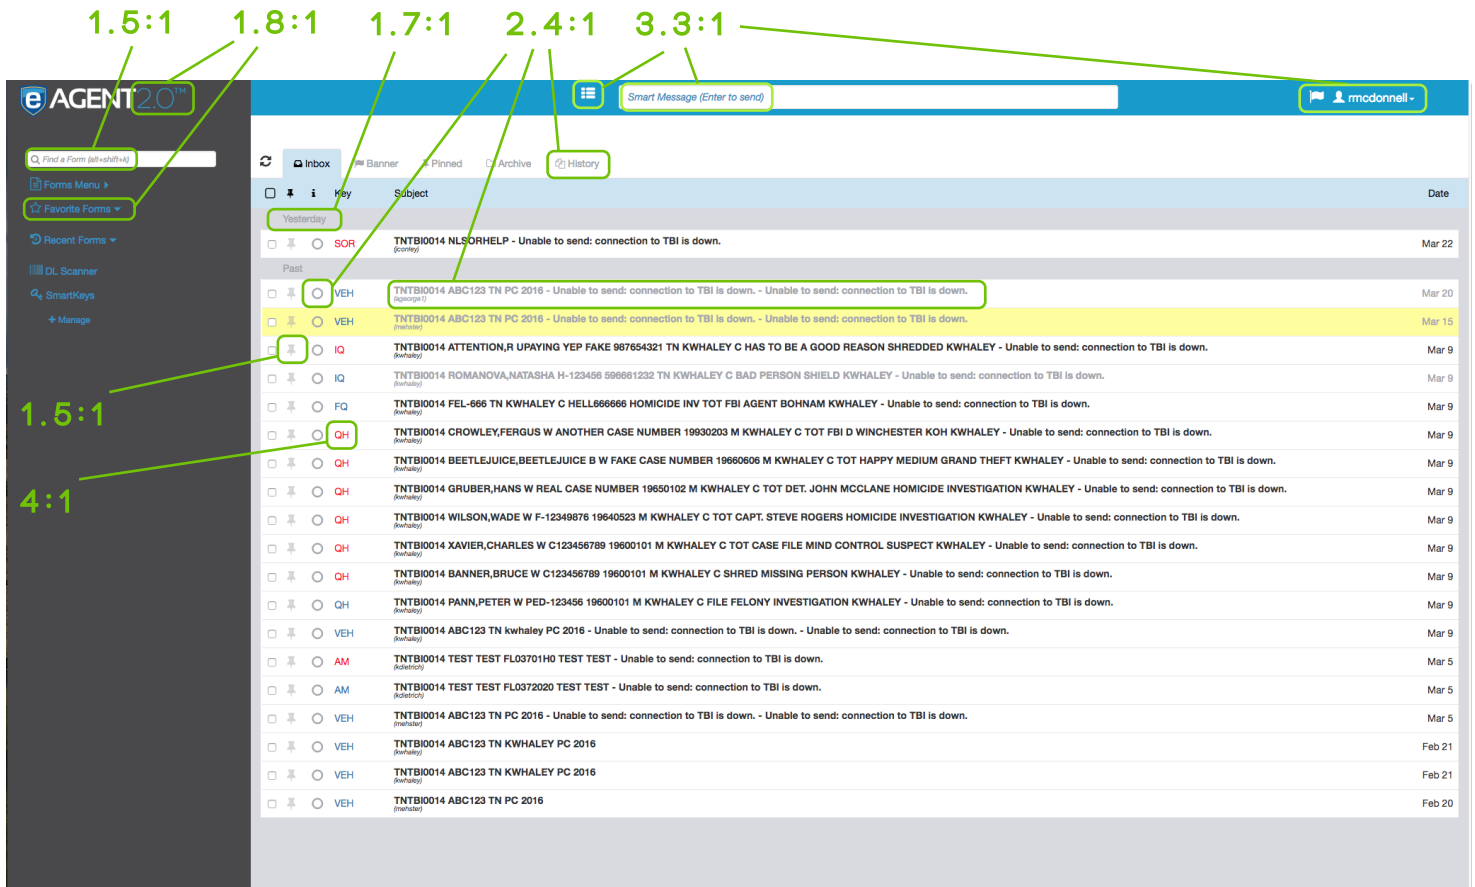 1.5:1 1.8:1 1.7:1 2.4:1 3.3:1
e AGENT2.0™
Smart Message (Enter to send)
rmcdonnell
Find a Form (alt+shift+k)
Forms Menu
Favorite Forms
Recent Forms
DL Scanner
SmartKeys
+ Manage
1.5:1
4:1
Inbox Banner Pinned Archive History
i Key Subject Date
Yesterday
SOR TNTBI0014 NLSORHELP - Unable to send: connection to TBI is down. Mar 22
(jconley)
Past
VEH TNTBI0014 ABC123 TN PC 2016 - Unable to send: connection to TBI is down. - Unable to send: connection to TBI is down. Mar 20
(ageorge1)
VEH TNTBI0014 ABC123 TN PC 2016 - Unable to send: connection to TBI is down. - Unable to send: connection to TBI is down. Mar 15
(mehster)
IQ TNTBI0014 ATTENTION,R UPAYING YEP FAKE 987654321 TN KWHALEY C HAS TO BE A GOOD REASON SHREDDED KWHALEY - Unable to send: connection to TBI is down. Mar 9
(kwhaley)
IQ TNTBI0014 ROMANOVA,NATASHA H-123456 596661232 TN KWHALEY C BAD PERSON SHIELD KWHALEY - Unable to send: connection to TBI is down. Mar 9
(kwhaley)
FQ TNTBI0014 FEL-666 TN KWHALEY C HELL666666 HOMICIDE INV TOT FBI AGENT BOHNAM KWHALEY - Unable to send: connection to TBI is down. Mar 9
(kwhaley)
QH TNTBI0014 CROWLEY,FERGUS W ANOTHER CASE NUMBER 19930203 M KWHALEY C TOT FBI D WINCHESTER KOH KWHALEY - Unable to send: connection to TBI is down. Mar 9
(kwhaley)
QH TNTBI0014 BEETLEJUICE,BEETLEJUICE B W FAKE CASE NUMBER 19660606 M KWHALEY C TOT HAPPY MEDIUM GRAND THEFT KWHALEY - Unable to send: connection to TBI is down. Mar 9
(kwhaley)
QH TNTBI0014 GRUBER,HANS W REAL CASE NUMBER 19650102 M KWHALEY C TOT DET. JOHN MCCLANE HOMICIDE INVESTIGATION KWHALEY - Unable to send: connection to TBI is down. Mar 9
(kwhaley)
QH TNTBI0014 WILSON,WADE W F-12349876 19640523 M KWHALEY C TOT CAPT. STEVE ROGERS HOMICIDE INVESTIGATION KWHALEY - Unable to send: connection to TBI is down. Mar 9
(kwhaley)
QH TNTBI0014 XAVIER,CHARLES W C123456789 19600101 M KWHALEY C TOT CASE FILE MIND CONTROL SUSPECT KWHALEY - Unable to send: connection to TBI is down. Mar 9
(kwhaley)
QH TNTBI0014 BANNER,BRUCE W C123456789 19600101 M KWHALEY C SHRED MISSING PERSON KWHALEY - Unable to send: connection to TBI is down. Mar 9
(kwhaley)
QH TNTBI0014 PANN,PETER W PED-123456 19600101 M KWHALEY C FILE FELONY INVESTIGATION KWHALEY - Unable to send: connection to TBI is down. Mar 9
(kwhaley)
VEH TNTBI0014 ABC123 TN kwhaley PC 2016 - Unable to send: connection to TBI is down. - Unable to send: connection to TBI is down. Mar 9
(kwhaley)
AM TNTBI0014 TEST TEST FL03701H0 TEST TEST - Unable to send: connection to TBI is down. Mar 5
(kdietrich)
AM TNTBI0014 TEST TEST FL0372020 TEST TEST - Unable to send: connection to TBI is down. Mar 5
(kdietrich)
VEH TNTBI0014 ABC123 TN PC 2016 - Unable to send: connection to TBI is down. - Unable to send: connection to TBI is down. Mar 5
(mehster)
VEH TNTBI0014 ABC123 TN KWHALEY PC 2016 Feb 21
(kwhaley)
VEH TNTBI0014 ABC123 TN KWHALEY PC 2016 Feb 21
(kwhaley)
VEH TNTBI0014 ABC123 TN PC 2016 Feb 20
(mehster)